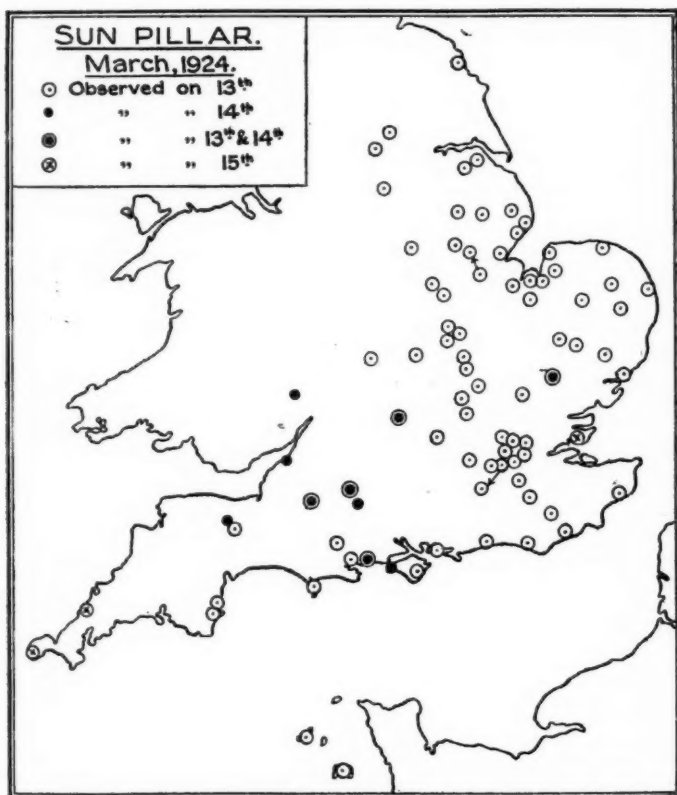 SUN PILLAR.
March, 1924.
Observed on 13th
" " 14th
" " 13th & 14th
" " 15th